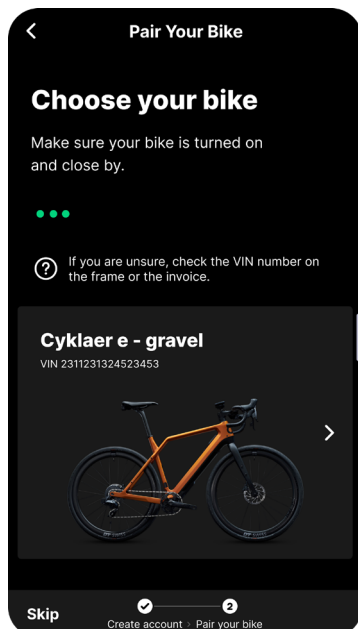 Pair Your Bike
Choose your bike
Make sure your bike is turned on
and close by.
If you are unsure, check the VIN number on
the frame or the invoice.
Cyklaer e - gravel
VIN 2311231324523453
Skip
2
Create account > Pair your bike